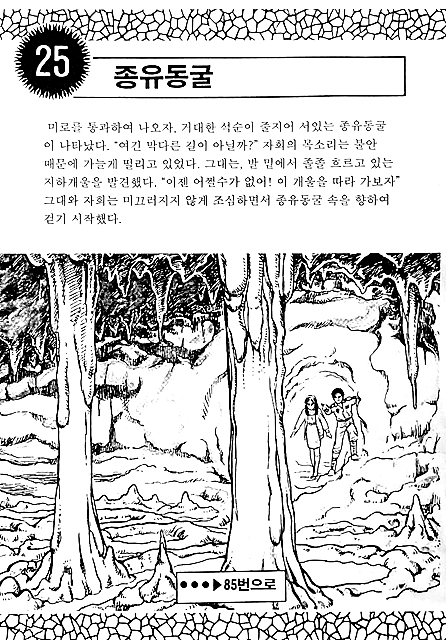 25
종유동굴
미로를 통과하여 나오자, 거대한 석순이 줄지어 서있는 종유동굴
이 나타났다. "여긴 막다른 길이 아닐까?" 자희의 목소리는 불안
때문에 가늘게 떨리고 있었다. 그대는, 발 밑에서 졸졸 흐르고 있는
지하개울을 발견했다. "이젠 어쩔수가 없어! 이 개울을 따라 가보자"
그대와 자희는 미끄러지지 않게 조심하면서 종유동굴 속을 향하여
걷기 시작했다.
••••▶85번으로